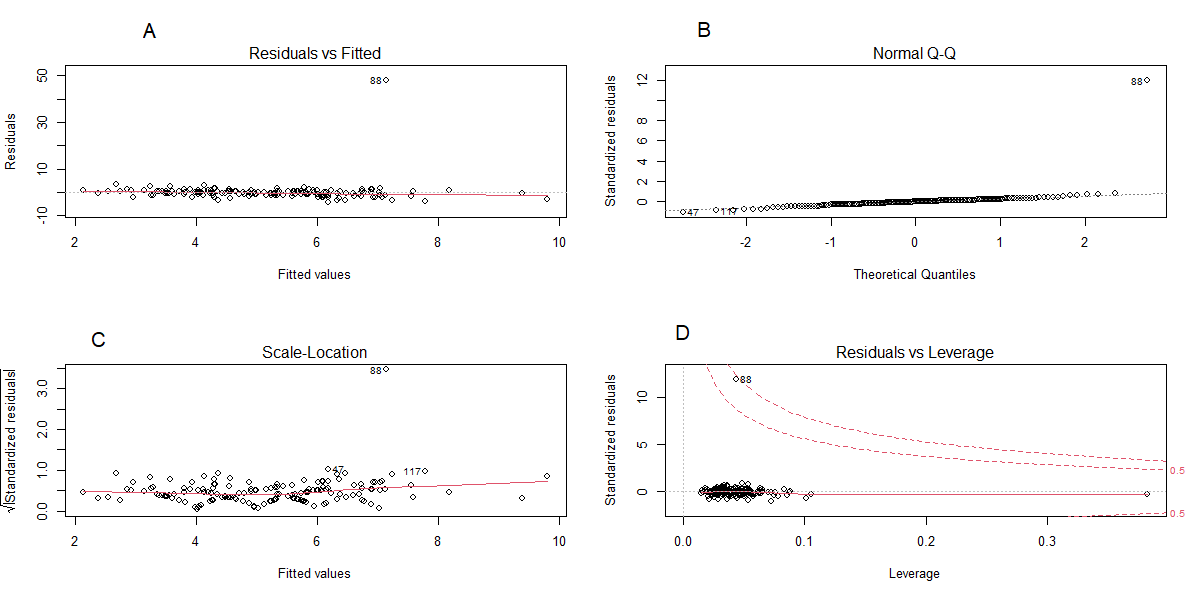 A
Residuals vs Fitted
Residuals
50
30
10
-10
88
2 4 6 8 10
Fitted values
B
Normal Q-Q
Standardized residuals
12
8
6
4
2
0
88
47
117
-2 -1 0 1 2
Theoretical Quantiles
C
Scale-Location
√|Standardized residuals|
3.0
2.0
1.0
0.0
88
47
117
2 4 6 8 10
Fitted values
D
Residuals vs Leverage
Standardized residuals
10
5
0
88
0.5
0.5
0.0 0.1 0.2 0.3
Leverage